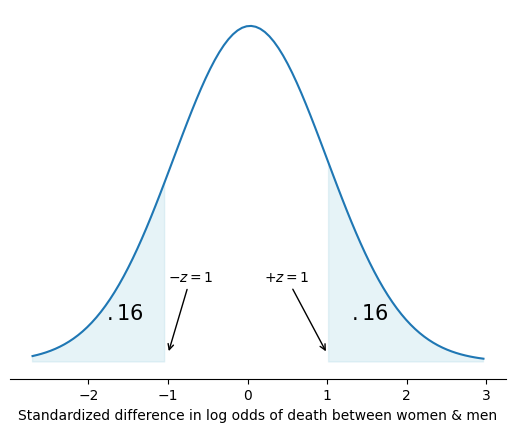 −z = 1
+z = 1
.16
.16
−2
−1
0
1
2
3
Standardized difference in log odds of death between women & men